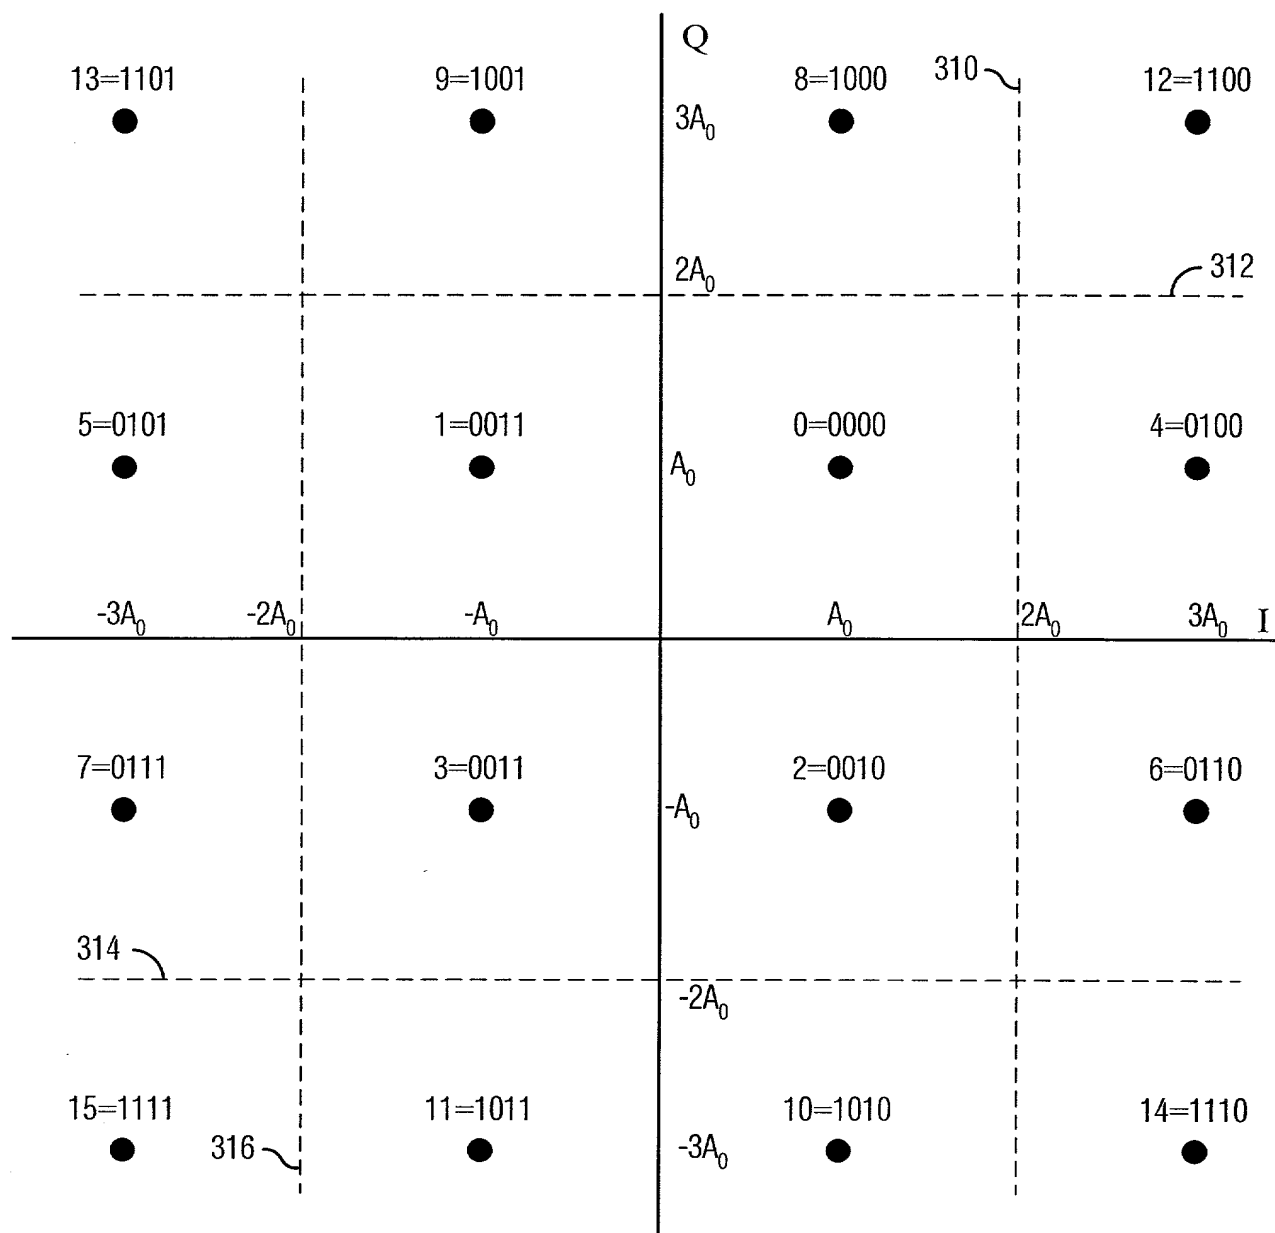 Q
13=1101 9=1001 8=1000 310 12=1100
3A₀
2A₀ 312
5=0101 1=0011 0=0000 4=0100
A₀
-3A₀ -2A₀ -A₀ A₀ 2A₀ 3A₀ I
7=0111 3=0011 2=0010 6=0110
-A₀
314
-2A₀
15=1111 11=1011 10=1010 14=1110
316 -3A₀